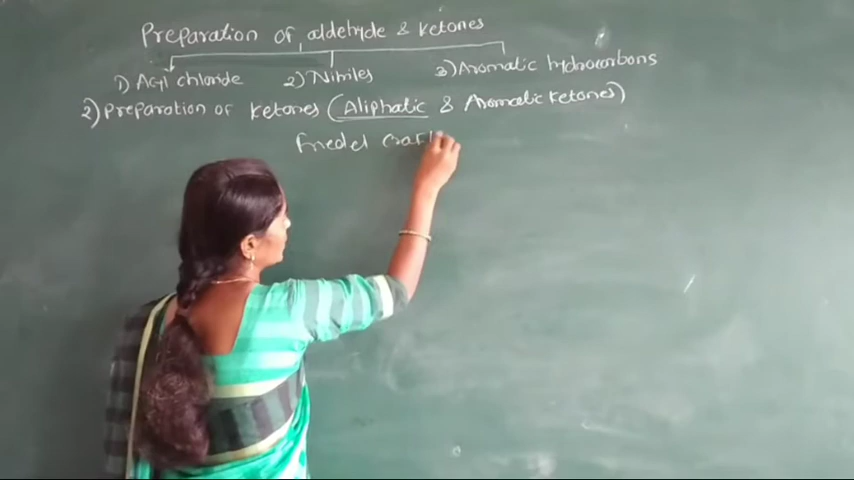 Preparation of aldehyde & ketones
1) Acyl chloride 2) Nitriles 3) Aromatic hydrocarbons
2) Preparation of ketones (Aliphatic & Aromatic ketones)
Friedel craft